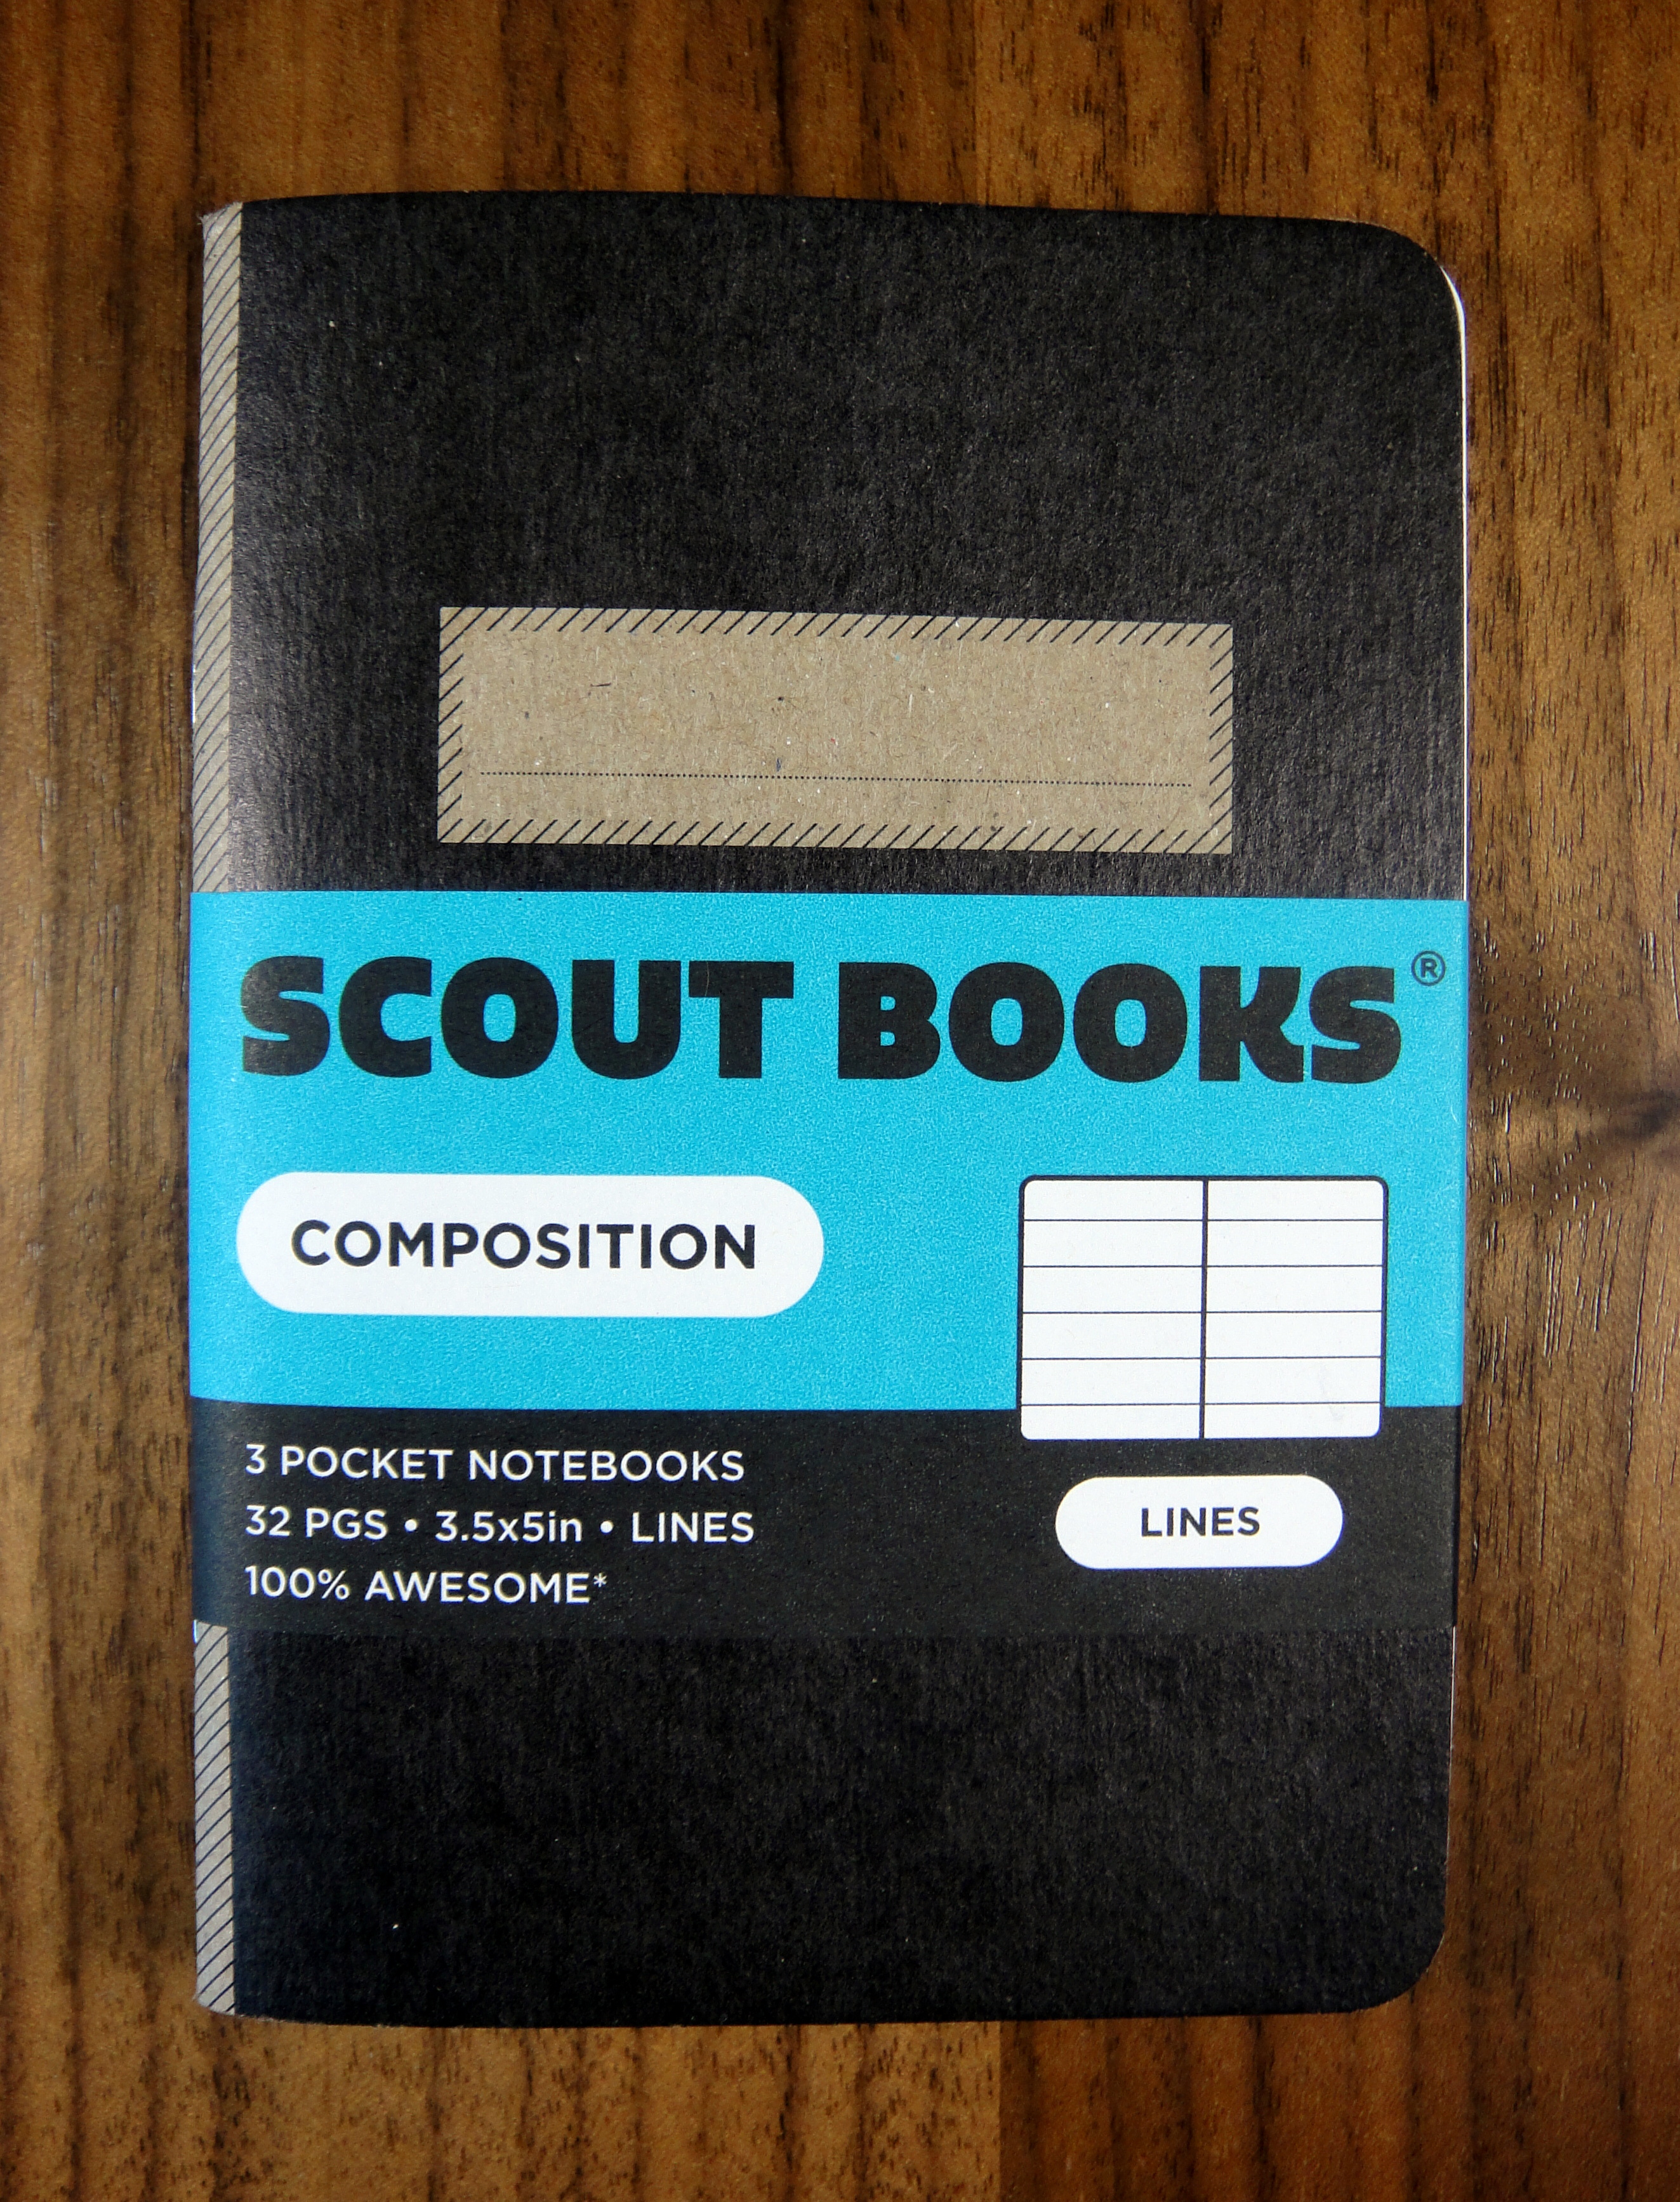 SCOUT BOOKS®
COMPOSITION
3 POCKET NOTEBOOKS
32 PGS • 3.5x5in • LINES
100% AWESOME*
LINES